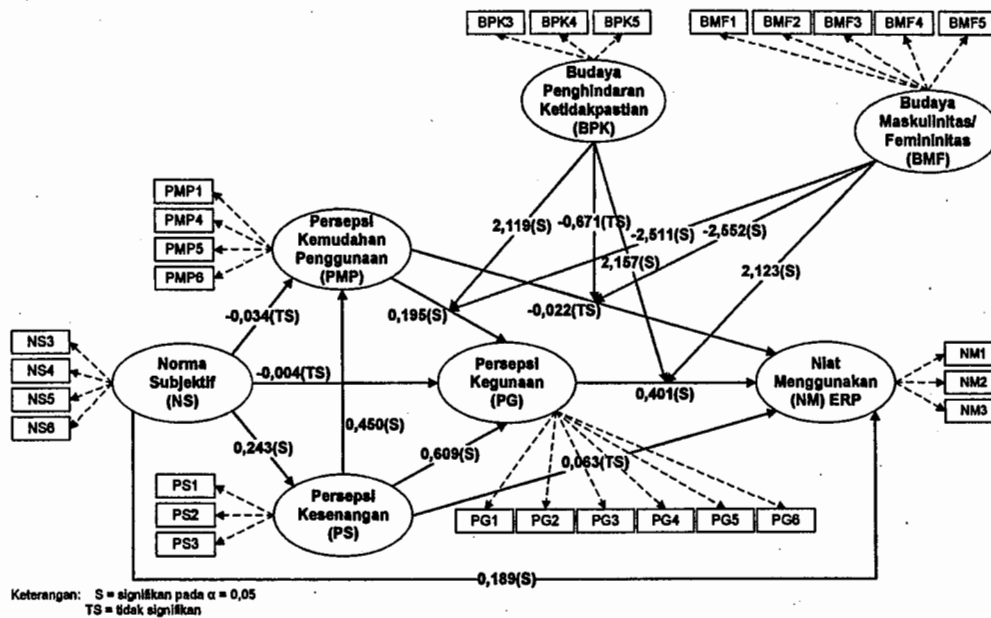 BPK3 BPK4 BPK5
BMF1 BMF2 BMF3 BMF4 BMF5
Budaya
Penghindaran
Ketidakpastian
(BPK)
Budaya
Maskulinitas/
Femininitas
(BMF)
PMP1
PMP4
PMP5
PMP6
Persepsi
Kemudahan
Penggunaan
(PMP)
2,119(S)
-0,671(TS)
2,157(S)
-2,511(S)
-2,552(S)
2,123(S)
-0,034(TS)
0,195(S)
-0,022(TS)
NS3
NS4
NS5
NS6
Norma
Subjektif
(NS)
-0,004(TS)
Persepsi
Kegunaan
(PG)
0,401(S)
Niat
Menggunakan
(NM) ERP
NM1
NM2
NM3
0,243(S)
0,450(S)
0,609(S)
0,063(TS)
PS1
PS2
PS3
Persepsi
Kesenangan
(PS)
PG1 PG2 PG3 PG4 PG5 PG6
0,189(S)
Keterangan: S = signifikan pada α = 0,05
TS = tidak signifikan